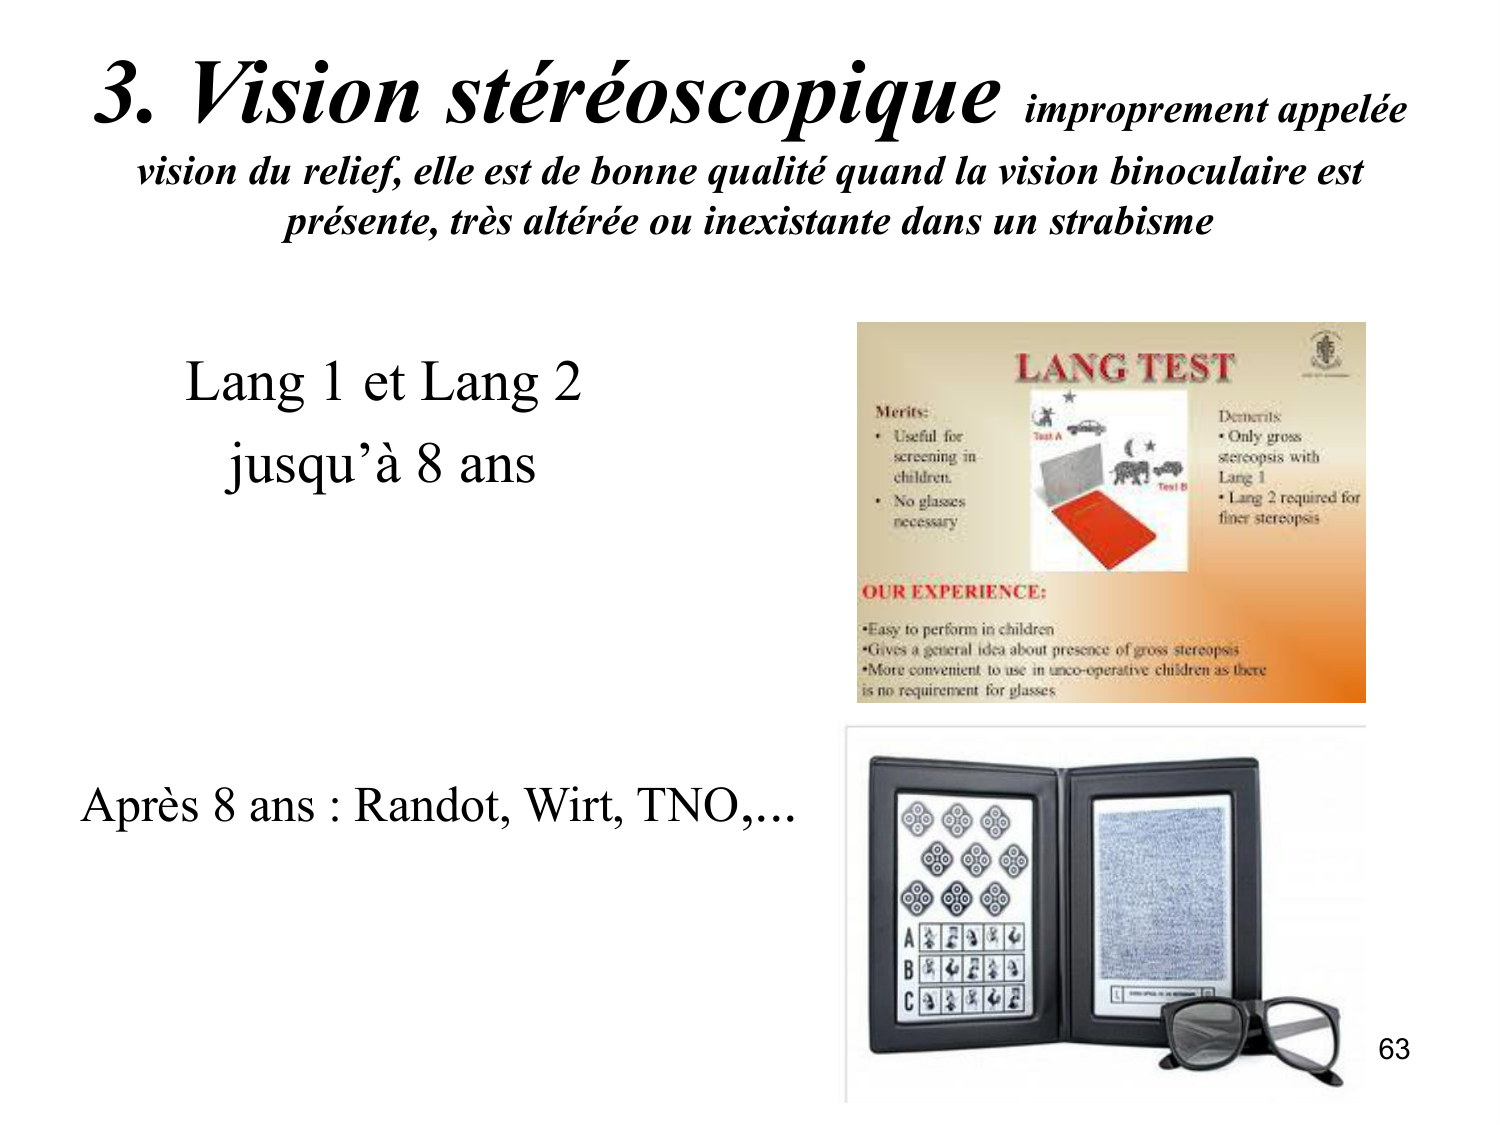 3. Vision stéréoscopique improprement appelée
vision du relief, elle est de bonne qualité quand la vision binoculaire est
présente, très altérée ou inexistante dans un strabisme
Lang 1 et Lang 2
jusqu’à 8 ans
LANG TEST
Merits:
• Useful for
screening in
children.
• No glasses
necessary
Test A
Test B
Demerits:
• Only gross
stereopsis with
Lang 1
• Lang 2 required for
finer stereopsis
OUR EXPERIENCE:
•Easy to perform in children
•Gives a general idea about presence of gross stereopsis
•More convenient to use in unco-operative children as there
is no requirement for glasses
Après 8 ans : Randot, Wirt, TNO,...
A
B
C
L
63